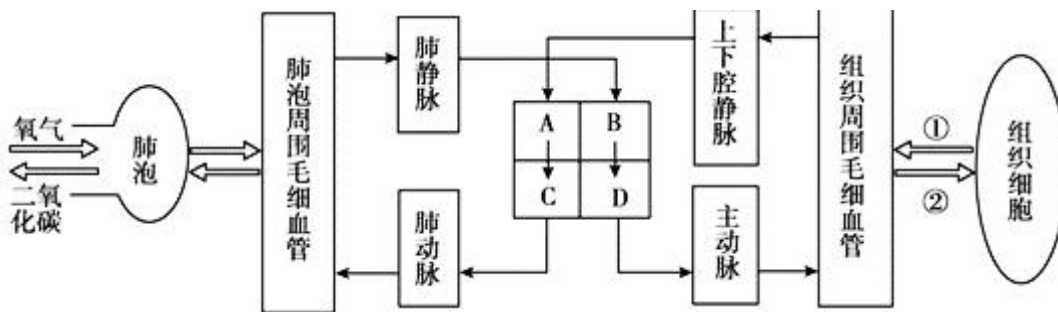 氧气
二氧
化碳
肺泡
肺泡周围毛细血管
肺静脉
肺动脉
A
B
C
D
上下腔静脉
主动脉
组织周围毛细血管
①
②
组织细胞